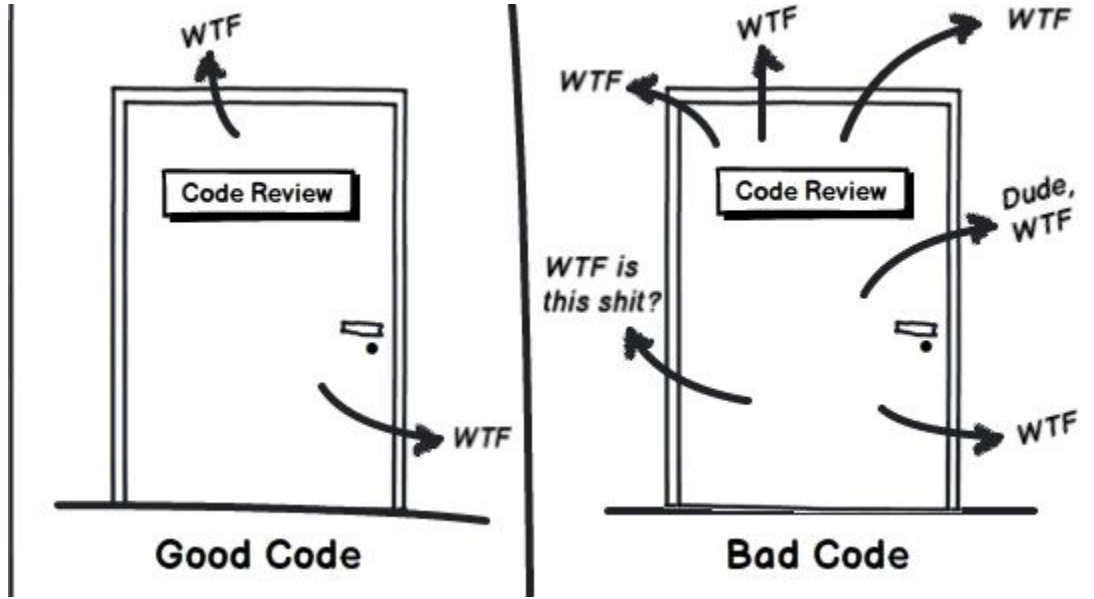 WTF
Code Review
WTF
Good Code
WTF
WTF
WTF
Code Review
Dude,
WTF
WTF is
this shit?
WTF
Bad Code